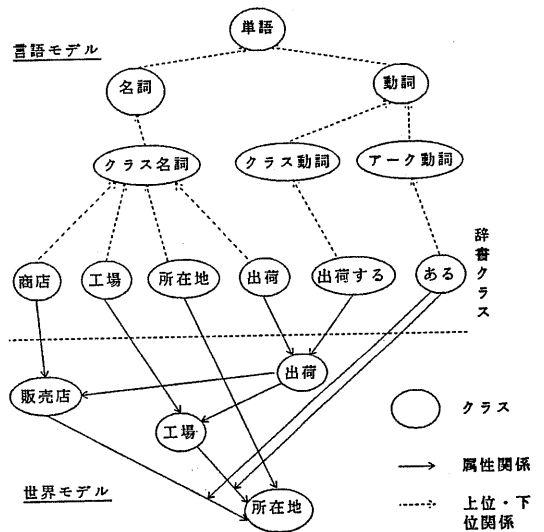 単語
言語モデル
名詞
動詞
クラス名詞
クラス動詞
アーク動詞
辞書クラス
商店
工場
所在地
出荷
出荷する
ある
出荷
販売店
クラス
工場
属性関係
世界モデル
所在地
上位・下
位関係